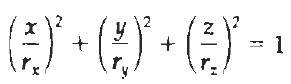 (x/r_x)² + (y/r_y)² + (z/r_z)² = 1